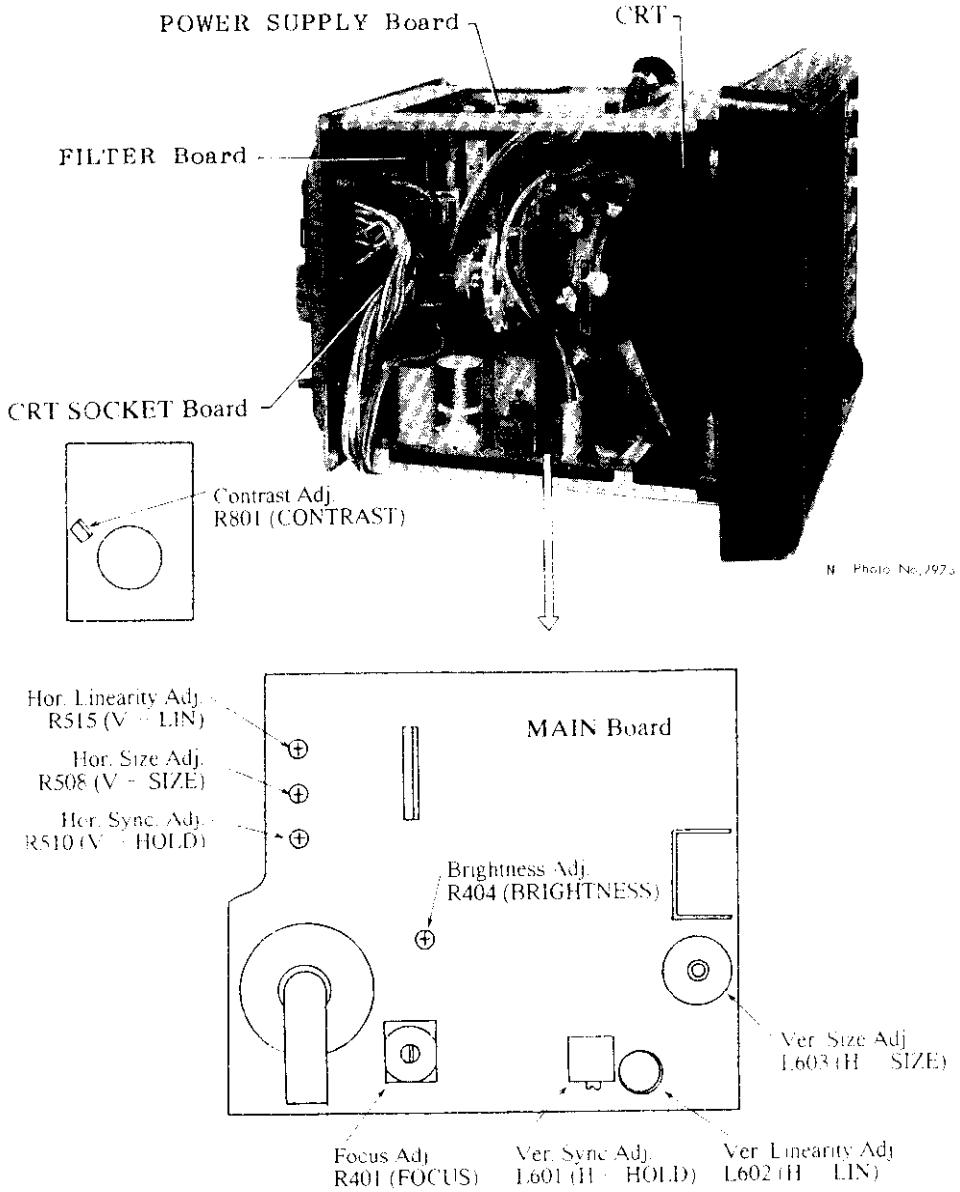 POWER SUPPLY Board
CRT
FILTER Board
CRT SOCKET Board
Contrast Adj.
R801 (CONTRAST)
N Photo No,797
Hor. Linearity Adj.
R515 (V - LIN)
MAIN Board
Hor. Size Adj.
R508 (V - SIZE)
Hor. Sync. Adj.
R510 (V - HOLD)
Brightness Adj.
R404 (BRIGHTNESS)
Ver. Size Adj
L603 (H - SIZE)
Focus Adj
R401 (FOCUS)
Ver. Sync Adj.
L601 (H - HOLD)
Ver. Linearity Adj
L602 (H - LIN)